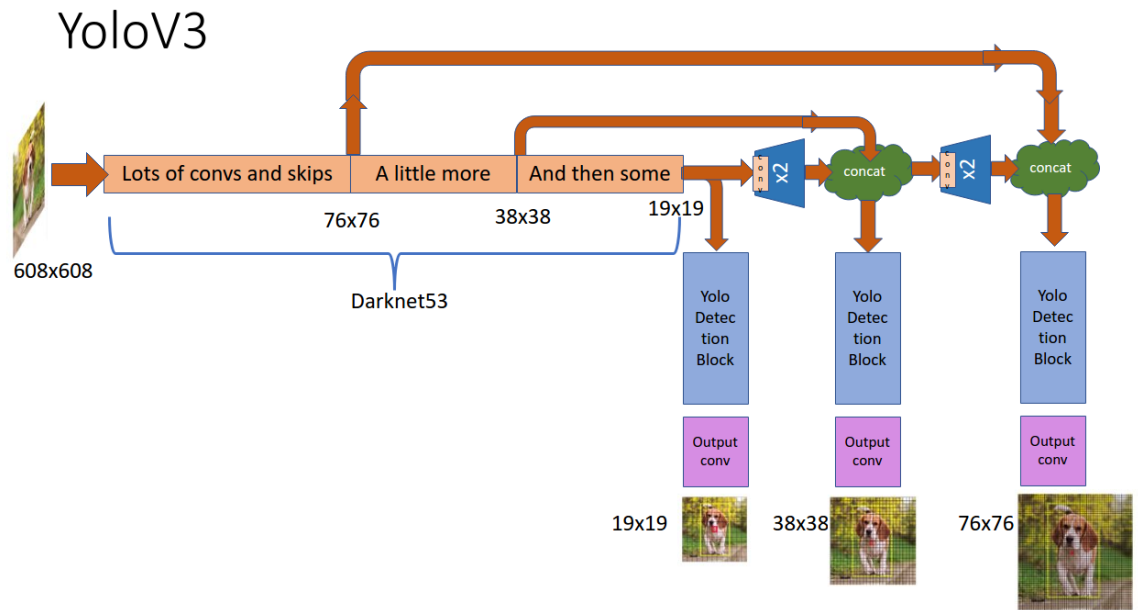 YoloV3
Lots of convs and skips
A little more
And then some
conv
x2
concat
conv
x2
concat
76x76
38x38
19x19
608x608
Darknet53
Yolo
Detec
tion
Block
Yolo
Detec
tion
Block
Yolo
Detec
tion
Block
Output
conv
Output
conv
Output
conv
19x19
38x38
76x76